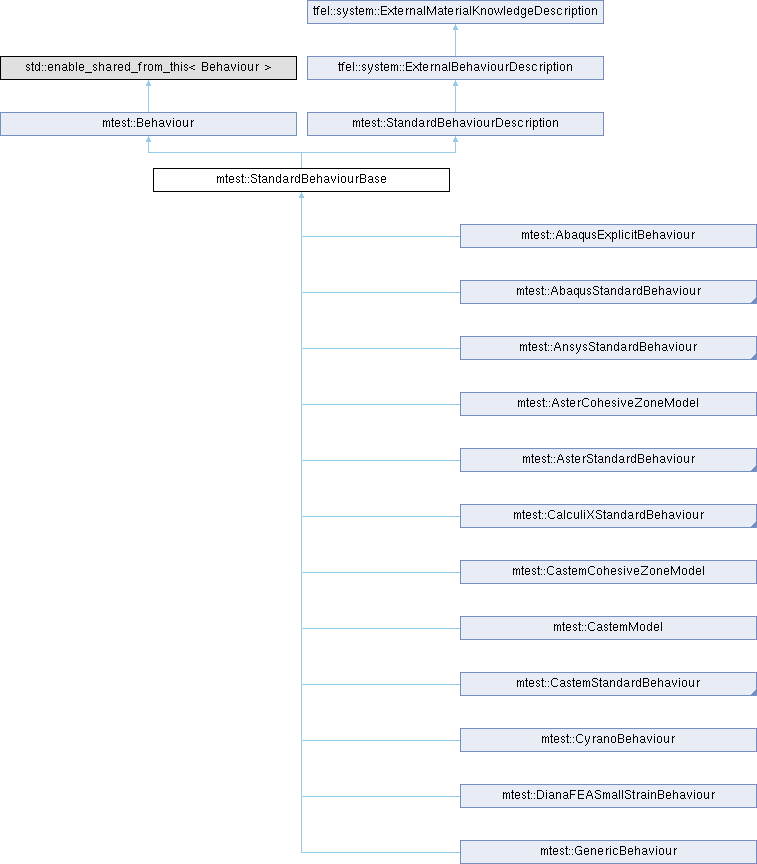 tfel::system::ExternalMaterialKnowledgeDescription
std::enable_shared_from_this< Behaviour >
tfel::system::ExternalBehaviourDescription
mtest::Behaviour
mtest::StandardBehaviourDescription
mtest::StandardBehaviourBase
mtest::AbaqusExplicitBehaviour
mtest::AbaqusStandardBehaviour
mtest::AnsysStandardBehaviour
mtest::AsterCohesiveZoneModel
mtest::AsterStandardBehaviour
mtest::CalculiXStandardBehaviour
mtest::CastemCohesiveZoneModel
mtest::CastemModel
mtest::CastemStandardBehaviour
mtest::CyranoBehaviour
mtest::DianaFEASmallStrainBehaviour
mtest::GenericBehaviour